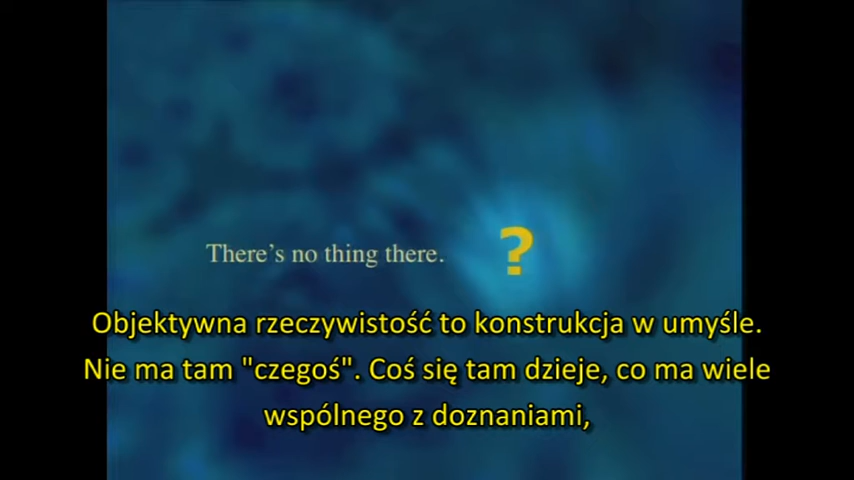 There's no thing there.
?
Objektywna rzeczywistość to konstrukcja w umyśle.
Nie ma tam "czegoś". Coś się tam dzieje, co ma wiele
wspólnego z doznaniami,